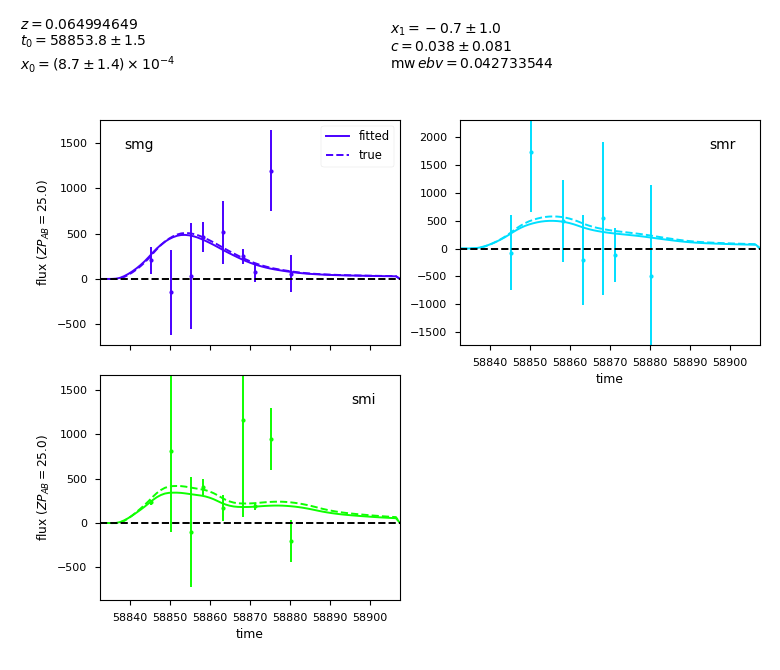 z = 0.064994649
t₀ = 58853.8 ± 1.5
x₀ = (8.7 ± 1.4) × 10⁻⁴
x₁ = −0.7 ± 1.0
c = 0.038 ± 0.081
mw ebv = 0.042733544
smg
fitted
true
1500
1000
500
0
−500
flux (ZP_AB = 25.0)
smr
2000
1500
1000
500
0
−500
−1000
−1500
58840 58850 58860 58870 58880 58890 58900
time
smi
1500
1000
500
0
−500
flux (ZP_AB = 25.0)
58840 58850 58860 58870 58880 58890 58900
time